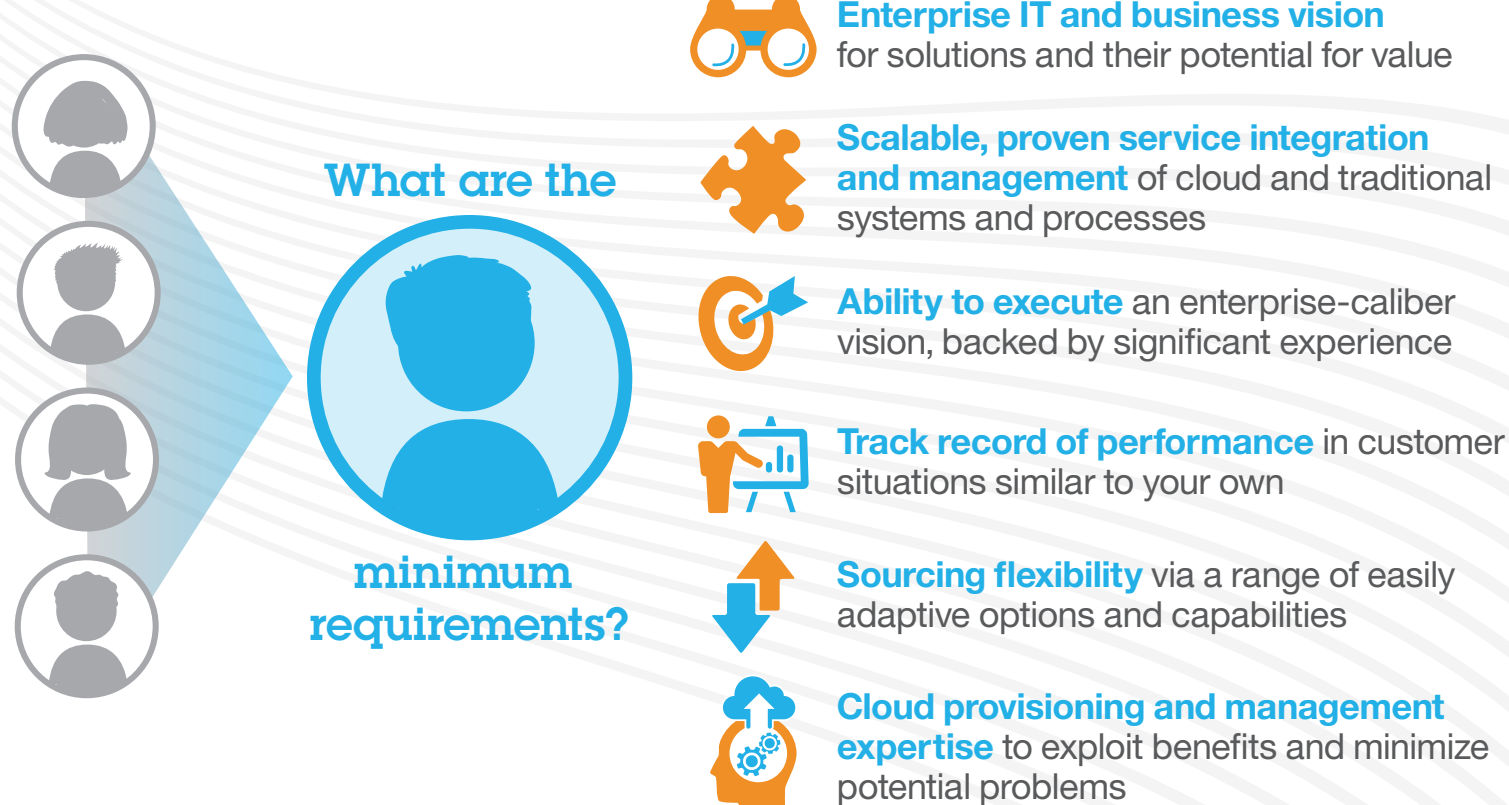 What are the
minimum
requirements?
Enterprise IT and business vision
for solutions and their potential for value
Scalable, proven service integration
and management of cloud and traditional
systems and processes
Ability to execute an enterprise-caliber
vision, backed by significant experience
Track record of performance in customer
situations similar to your own
Sourcing flexibility via a range of easily
adaptive options and capabilities
Cloud provisioning and management
expertise to exploit benefits and minimize
potential problems